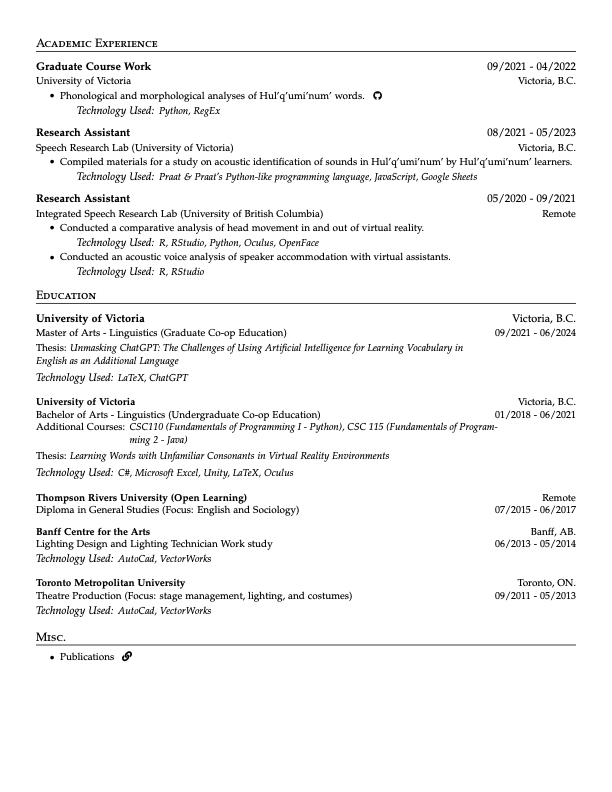 Academic Experience
Graduate Course Work 09/2021 - 04/2022
University of Victoria Victoria, B.C.
• Phonological and morphological analyses of Hul’q’umi’num’ words.
Technology Used: Python, RegEx
Research Assistant 08/2021 - 05/2023
Speech Research Lab (University of Victoria) Victoria, B.C.
• Compiled materials for a study on acoustic identification of sounds in Hul’q’umi’num’ by Hul’q’umi’num’ learners.
Technology Used: Praat & Praat’s Python-like programming language, JavaScript, Google Sheets
Research Assistant 05/2020 - 09/2021
Integrated Speech Research Lab (University of British Columbia) Remote
• Conducted a comparative analysis of head movement in and out of virtual reality.
Technology Used: R, RStudio, Python, Oculus, OpenFace
• Conducted an acoustic voice analysis of speaker accommodation with virtual assistants.
Technology Used: R, RStudio
Education
University of Victoria Victoria, B.C.
Master of Arts - Linguistics (Graduate Co-op Education) 09/2021 - 06/2024
Thesis: Unmasking ChatGPT: The Challenges of Using Artificial Intelligence for Learning Vocabulary in
English as an Additional Language
Technology Used: LaTeX, ChatGPT
University of Victoria Victoria, B.C.
Bachelor of Arts - Linguistics (Undergraduate Co-op Education) 01/2018 - 06/2021
Additional Courses: CSC110 (Fundamentals of Programming I - Python), CSC 115 (Fundamentals of Program-
ming 2 - Java)
Thesis: Learning Words with Unfamiliar Consonants in Virtual Reality Environments
Technology Used: C#, Microsoft Excel, Unity, LaTeX, Oculus
Thompson Rivers University (Open Learning) Remote
Diploma in General Studies (Focus: English and Sociology) 07/2015 - 06/2017
Banff Centre for the Arts Banff, AB.
Lighting Design and Lighting Technician Work study 06/2013 - 05/2014
Technology Used: AutoCad, VectorWorks
Toronto Metropolitan University Toronto, ON.
Theatre Production (Focus: stage management, lighting, and costumes) 09/2011 - 05/2013
Technology Used: AutoCad, VectorWorks
Misc.
• Publications